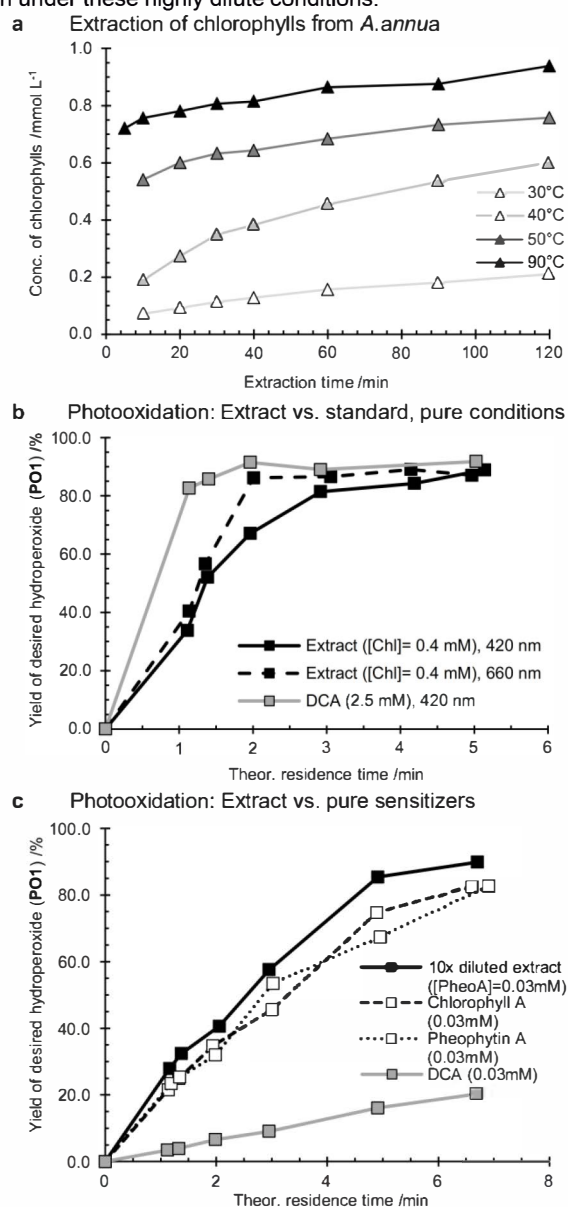 n under these highly dilute conditions.
a Extraction of chlorophylls from A.annua
1.0
0.8
0.6
0.4
0.2
0.0
Conc. of chlorophylls /mmol L-1
30°C
40°C
50°C
90°C
0 20 40 60 80 100 120
Extraction time /min
b Photooxidation: Extract vs. standard, pure conditions
100.0
80.0
60.0
40.0
20.0
0.0
Yield of desired hydroperoxide (PO1) /%
Extract ([Chl]= 0.4 mM), 420 nm
Extract ([Chl]= 0.4 mM), 660 nm
DCA (2.5 mM), 420 nm
0 1 2 3 4 5 6
Theor. residence time /min
c Photooxidation: Extract vs. pure sensitizers
100.0
80.0
60.0
40.0
20.0
0.0
Yield of desired hydroperoxide (PO1) /%
10x diluted extract
([PheoA]=0.03mM)
Chlorophyll A
(0.03mM)
Pheophytin A
(0.03mM)
DCA (0.03mM)
0 2 4 6 8
Theor. residence time /min